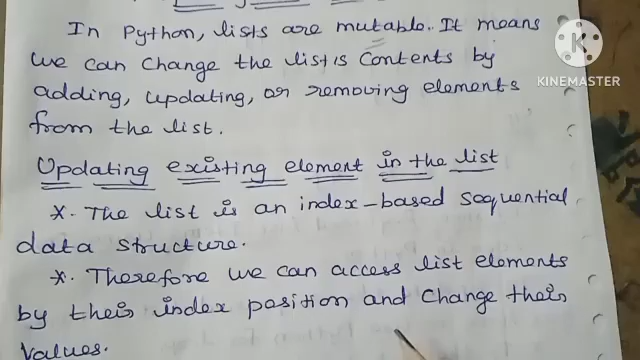 In Python, lists are mutable. It means
we can change the list's contents by
adding, updating, or removing elements
from the list.
Updating existing element in the list
*. The list is an index-based sequential
data structure.
*. Therefore we can access list elements
by their index position and change their
values.
KINEMASTER